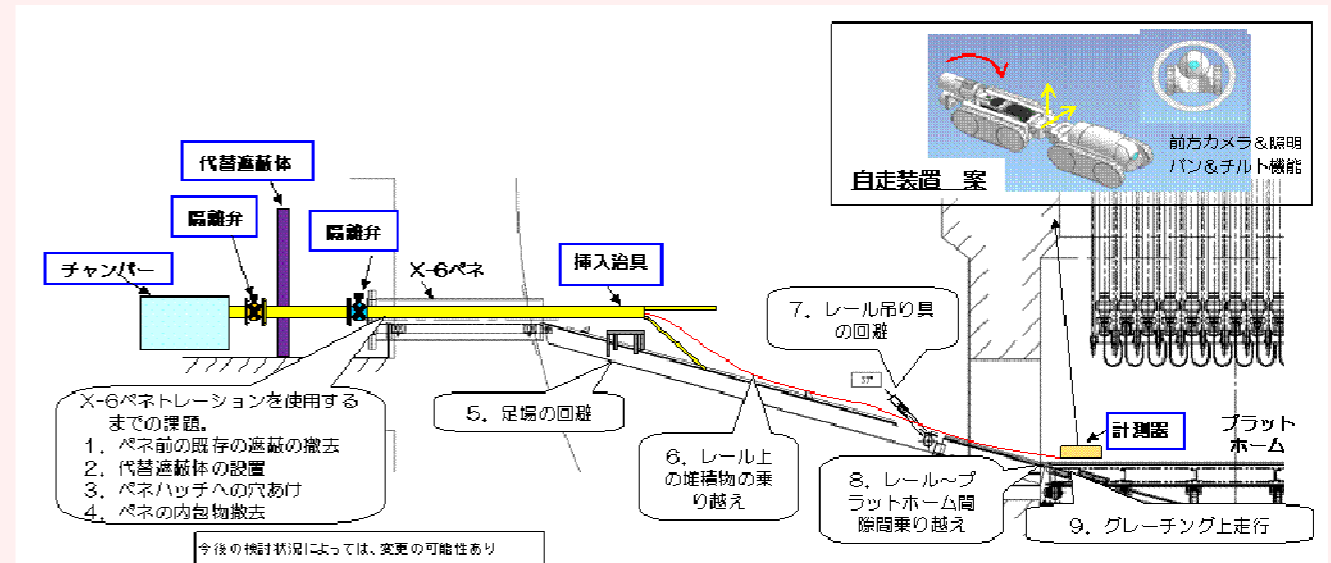 前方カメラ&照明
パン&チルト機能
自走装置 案
代替遮蔽体
隔離弁
隔離弁
チャンバー
X-6ペネ
挿入治具
7. レール吊り具
の回避
X-6ペネトレーションを使用する
までの課題。
1. ペネ前の既存の遮蔽の撤去
2. 代替遮蔽体の設置
3. ペネハッチへの穴あけ
4. ペネの内包物撤去
5. 足場の回避
6. レール上
の堆積物の乗
り越え
計測器
プラット
ホーム
8. レール~プ
ラットホーム間
隙間乗り越え
9. グレーチング上走行
今後の検討状況によっては、変更の可能性あり